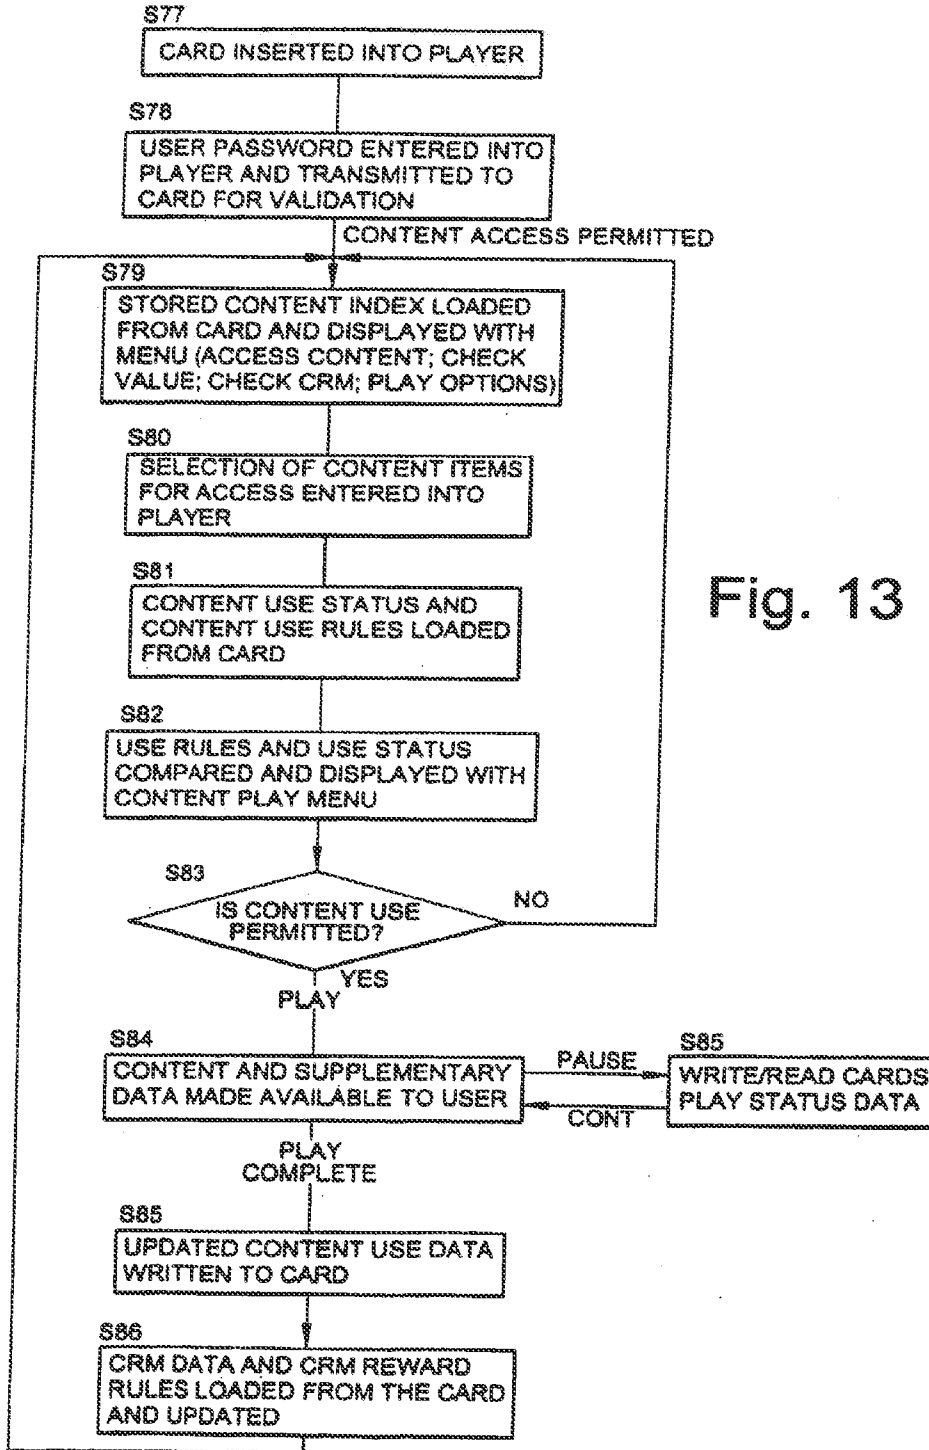 S77
CARD INSERTED INTO PLAYER
S78
USER PASSWORD ENTERED INTO
PLAYER AND TRANSMITTED TO
CARD FOR VALIDATION
CONTENT ACCESS PERMITTED
S79
STORED CONTENT INDEX LOADED
FROM CARD AND DISPLAYED WITH
MENU (ACCESS CONTENT; CHECK
VALUE; CHECK CRM; PLAY OPTIONS)
S80
SELECTION OF CONTENT ITEMS
FOR ACCESS ENTERED INTO
PLAYER
S81
CONTENT USE STATUS AND
CONTENT USE RULES LOADED
FROM CARD
Fig. 13
S82
USE RULES AND USE STATUS
COMPARED AND DISPLAYED WITH
CONTENT PLAY MENU
S83
IS CONTENT USE
PERMITTED?
NO
YES
PLAY
S84
CONTENT AND SUPPLEMENTARY
DATA MADE AVAILABLE TO USER
PAUSE
CONT
S85
WRITE/READ CARDS
PLAY STATUS DATA
PLAY
COMPLETE
S85
UPDATED CONTENT USE DATA
WRITTEN TO CARD
S86
CRM DATA AND CRM REWARD
RULES LOADED FROM THE CARD
AND UPDATED